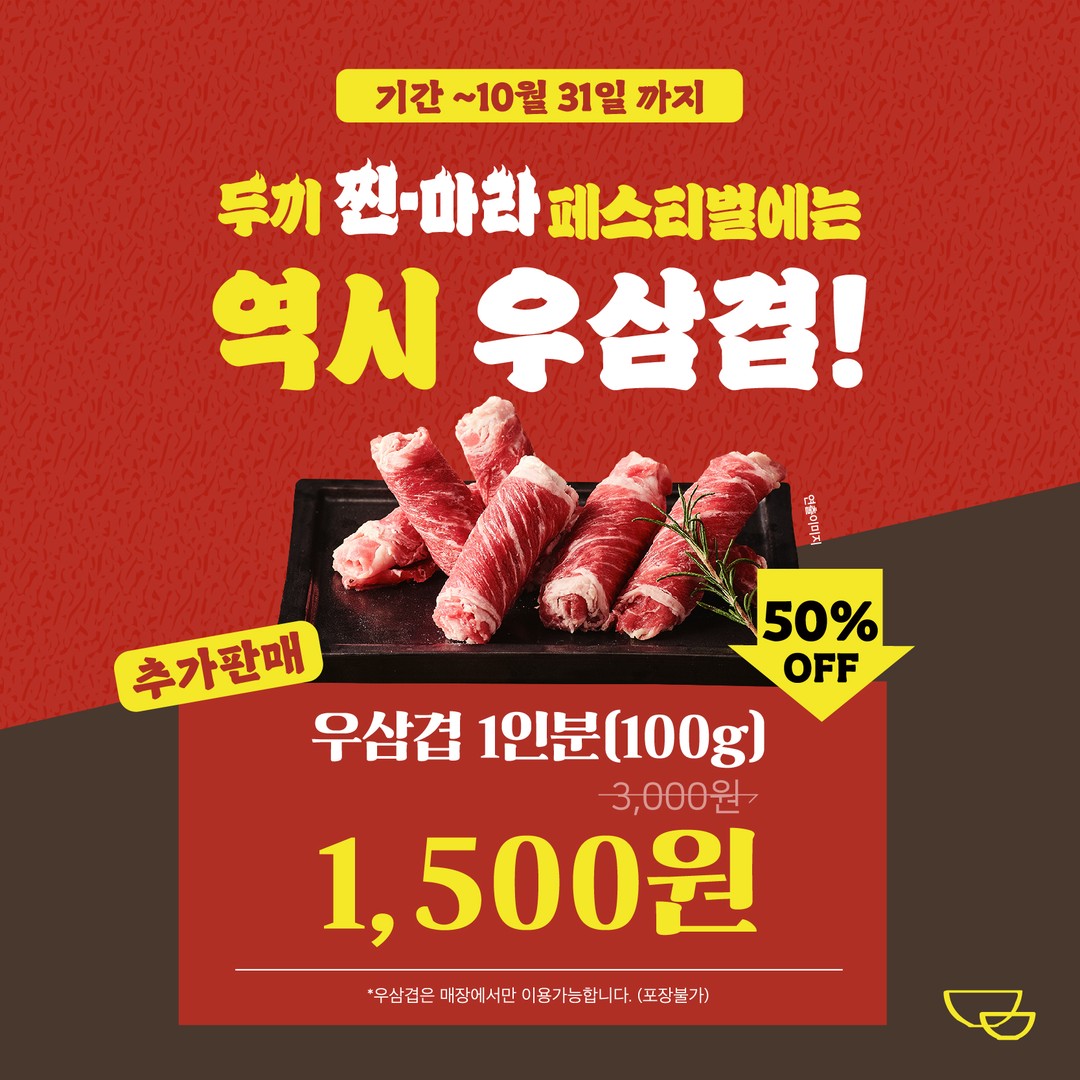 기간 ~10월 31일 까지
두끼 찐·마라 페스티벌에는
역시 우삼겹!
연출이미지
50%
OFF
추가판매
우삼겹 1인분(100g)
3,000원
1,500원
*우삼겹은 매장에서만 이용가능합니다. (포장불가)